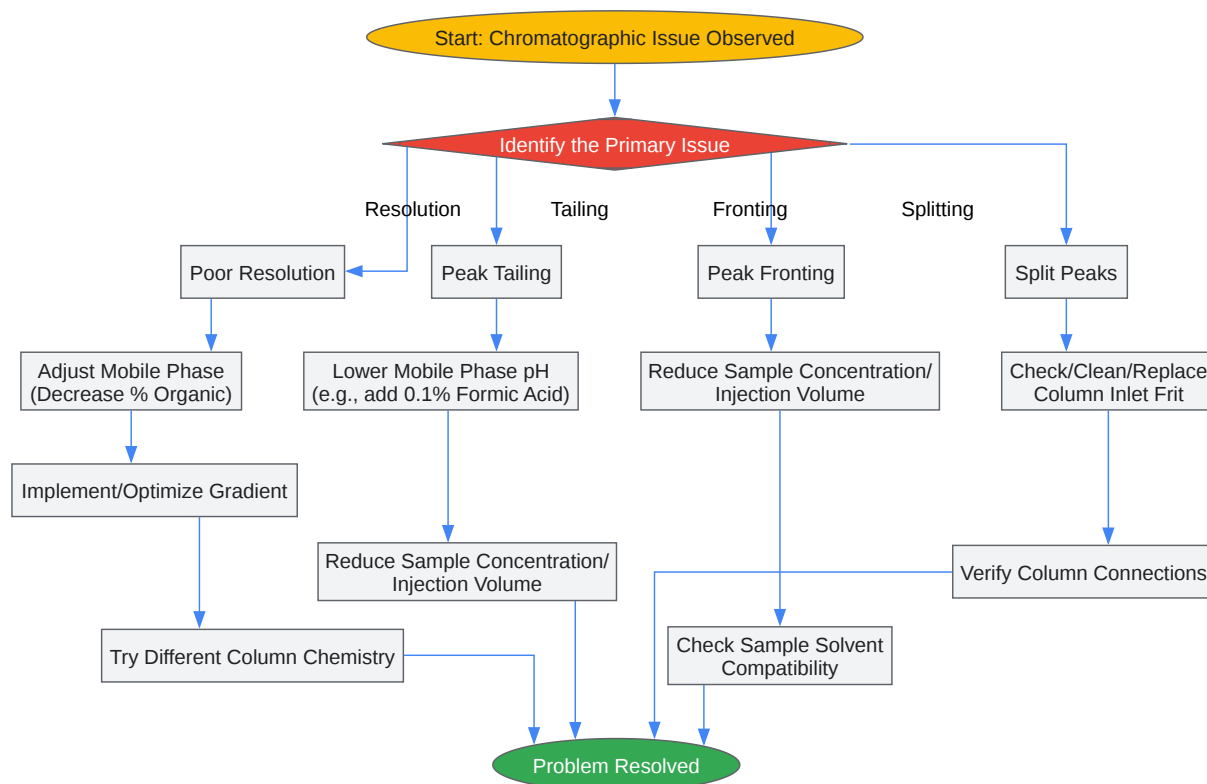 Start: Chromatographic Issue Observed
Identify the Primary Issue
Resolution
Tailing
Fronting
Splitting
Poor Resolution
Peak Tailing
Peak Fronting
Split Peaks
Adjust Mobile Phase
(Decrease % Organic)
Lower Mobile Phase pH
(e.g., add 0.1% Formic Acid)
Reduce Sample Concentration/
Injection Volume
Check/Clean/Replace
Column Inlet Frit
Implement/Optimize Gradient
Reduce Sample Concentration/
Injection Volume
Verify Column Connections
Try Different Column Chemistry
Check Sample Solvent
Compatibility
Problem Resolved